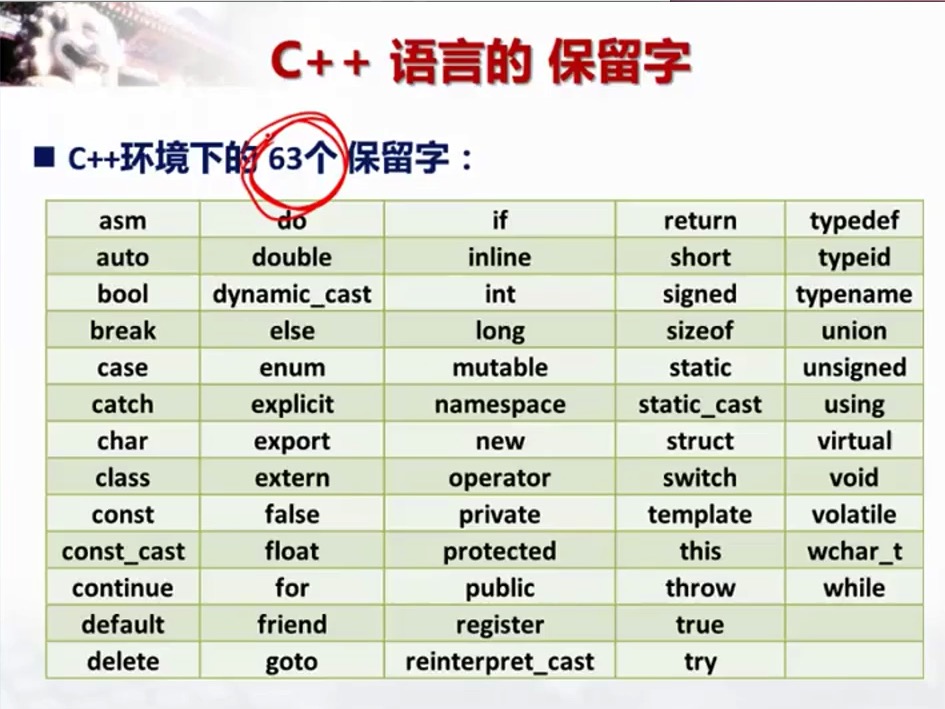 C++ 语言的 保留字
■ C++环境下的 63个 保留字：
asm do if return typedef
auto double inline short typeid
bool dynamic_cast int signed typename
break else long sizeof union
case enum mutable static unsigned
catch explicit namespace static_cast using
char export new struct virtual
class extern operator switch void
const false private template volatile
const_cast float protected this wchar_t
continue for public throw while
default friend register true
delete goto reinterpret_cast try